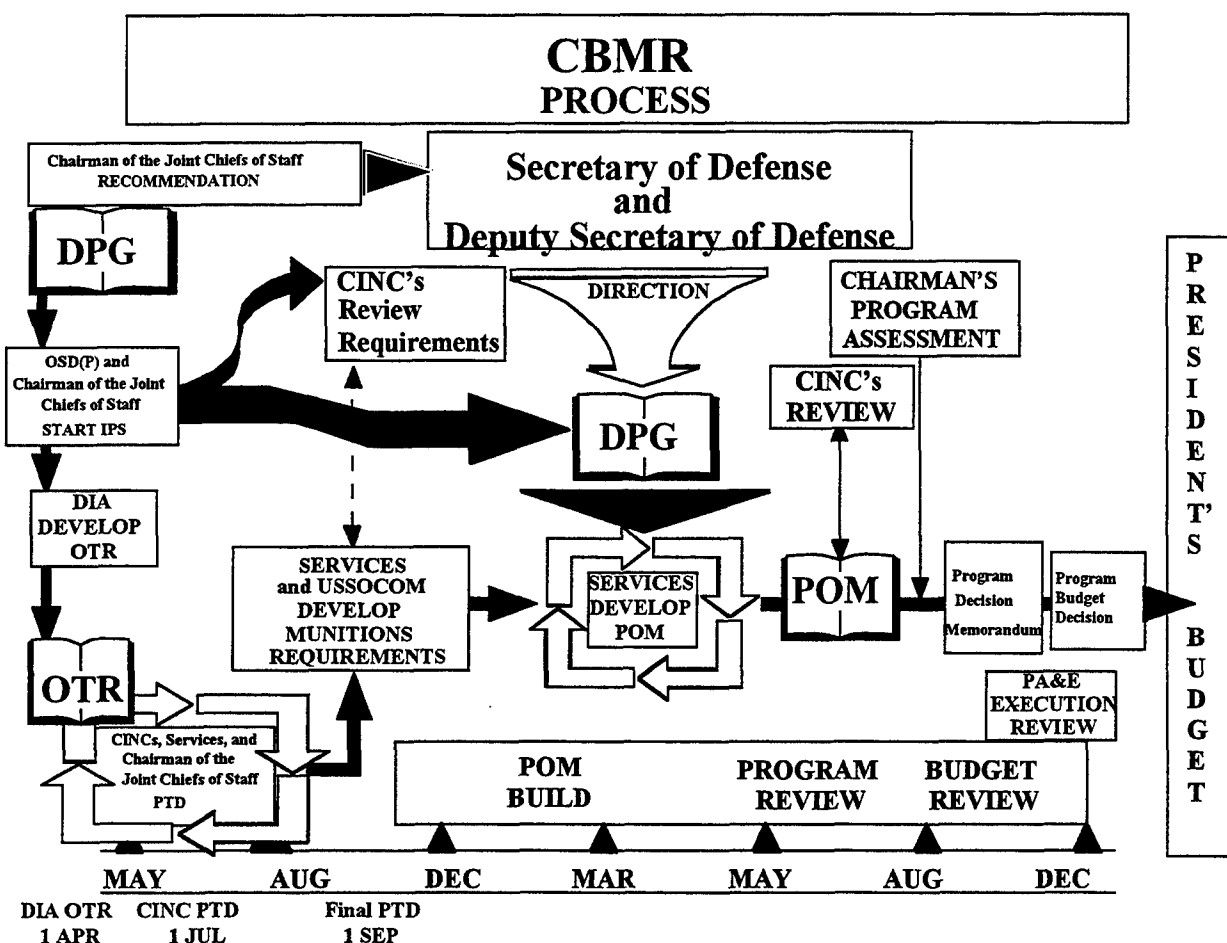 CBMR
PROCESS
Chairman of the Joint Chiefs of Staff
RECOMMENDATION
Secretary of Defense
and
Deputy Secretary of Defense
DPG
CINC's
Review
Requirements
DIRECTION
CHAIRMAN'S
PROGRAM
ASSESSMENT
OSD(P) and
Chairman of the Joint
Chiefs of Staff
START IPS
DPG
CINC's
REVIEW
DIA
DEVELOP
OTR
SERVICES
and USSOCOM
DEVELOP
MUNITIONS
REQUIREMENTS
SERVICES
DEVELOP
POM
POM
Program
Decision
Memorandum
Program
Budget
Decision
PRESIDENT'S BUDGET
OTR
CINCs, Services, and
Chairman of the
Joint Chiefs of Staff
PTD
PA&E
EXECUTION
REVIEW
POM
BUILD
PROGRAM
REVIEW
BUDGET
REVIEW
MAY AUG DEC MAR MAY AUG DEC
DIA OTR CINC PTD Final PTD
1 APR 1 JUL 1 SEP